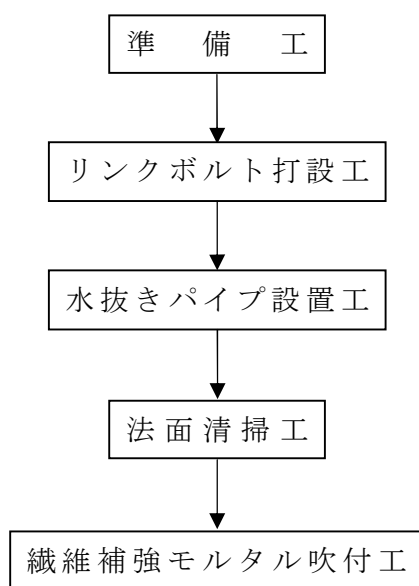 準備工
リンクボルト打設工
水抜きパイプ設置工
法面清掃工
繊維補強モルタル吹付工